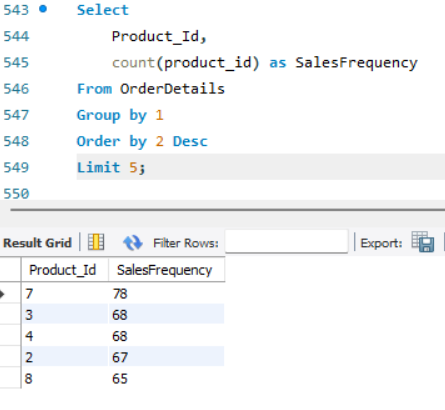 543 Select
544 Product_Id,
545 count(product_id) as SalesFrequency
546 From OrderDetails
547 Group by 1
548 Order by 2 Desc
549 Limit 5;
550
Result Grid Filter Rows: Export:
Product_Id SalesFrequency
7 78
3 68
4 68
2 67
8 65